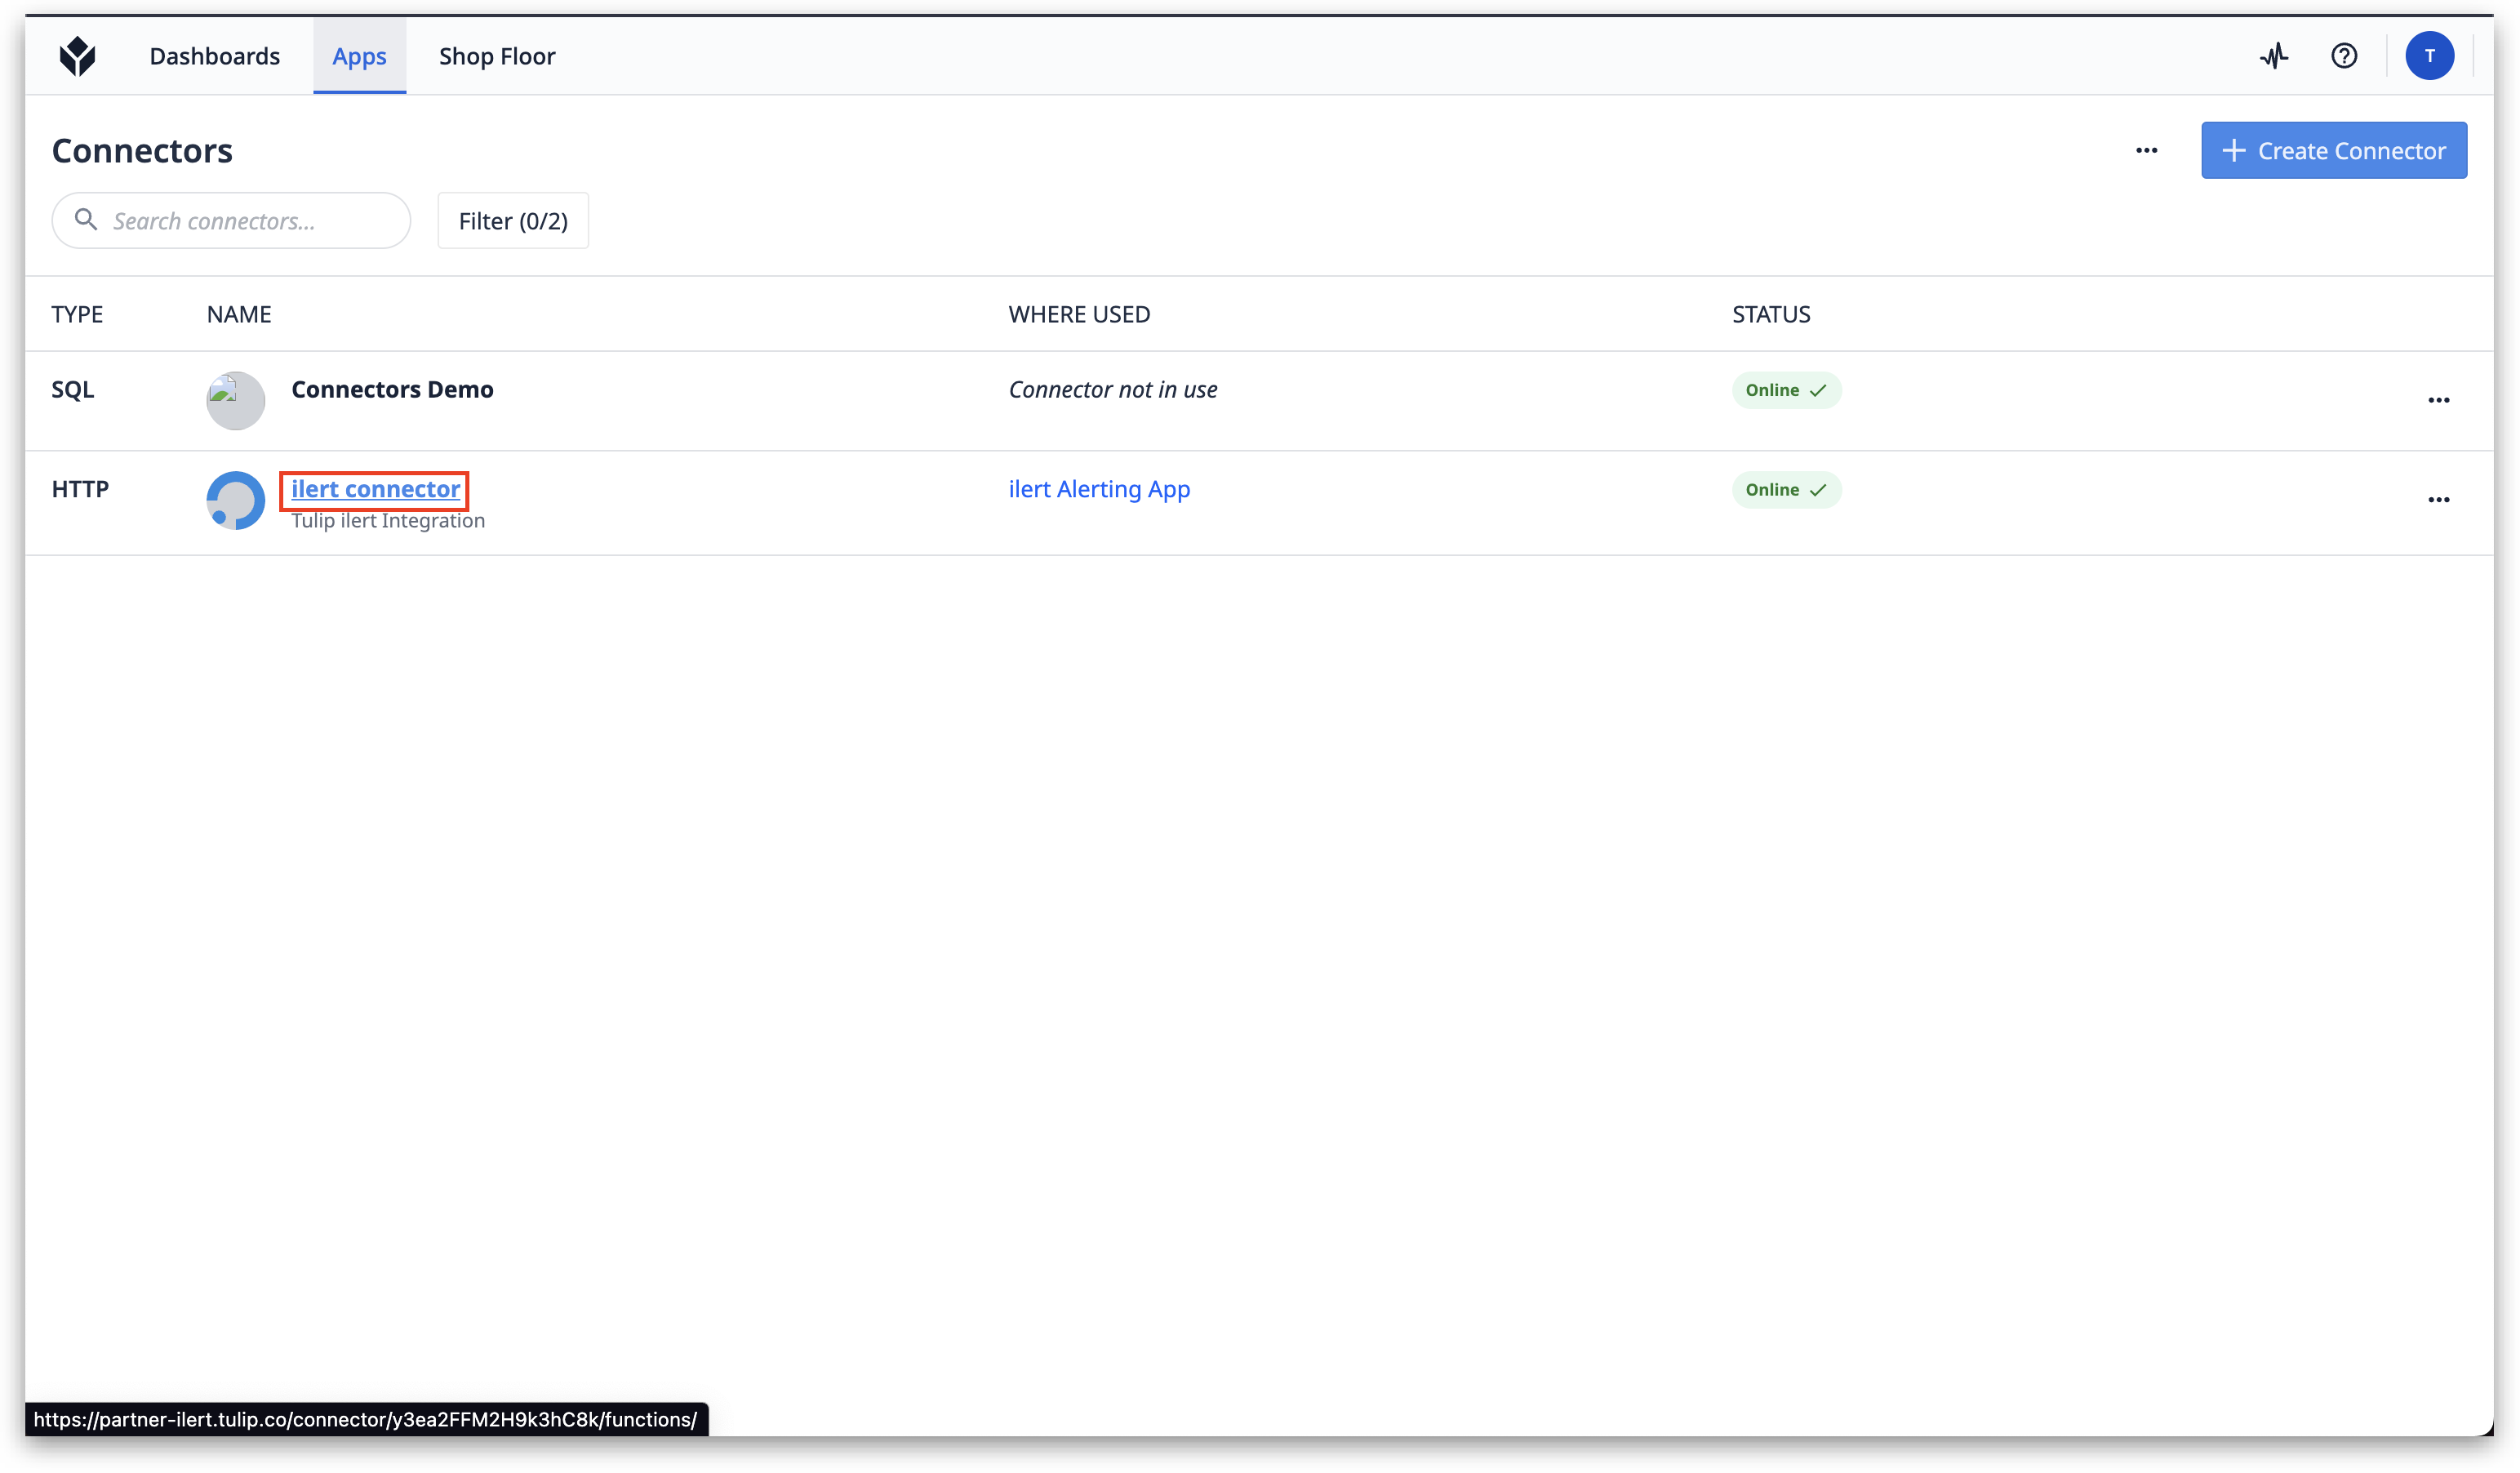 Dashboards Apps Shop Floor T
Connectors
Create Connector
Search connectors...
Filter (0/2)
TYPE NAME WHERE USED STATUS
SQL Connectors Demo Connector not in use Online
HTTP ilert connector ilert Alerting App Online
Tulip ilert Integration
https://partner-ilert.tulip.co/connector/y3ea2FFM2H9k3hC8k/functions/